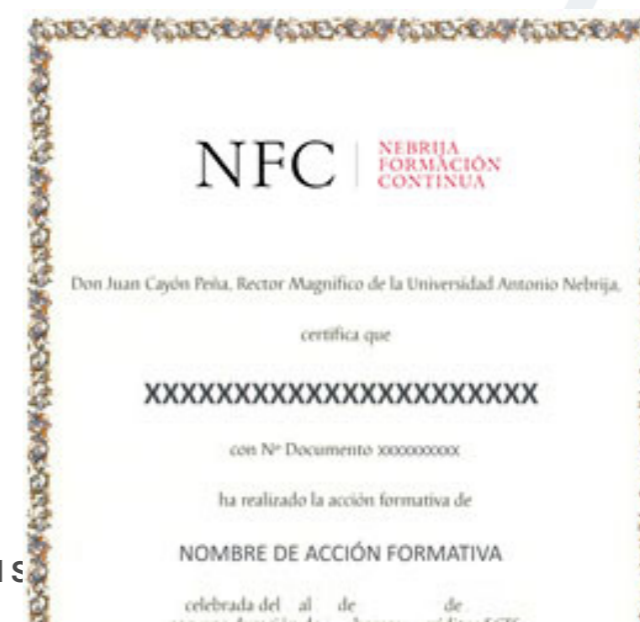 NFC
NEBRIJA
FORMACIÓN
CONTINUA
Don Juan Cayón Peña, Rector Magnífico de la Universidad Antonio Nebrija,
certifica que
XXXXXXXXXXXXXXXXXXXXXXX
con Nº Documento xxxxxxxxxx
ha realizado la acción formativa de
NOMBRE DE ACCIÓN FORMATIVA
celebrada del al de de